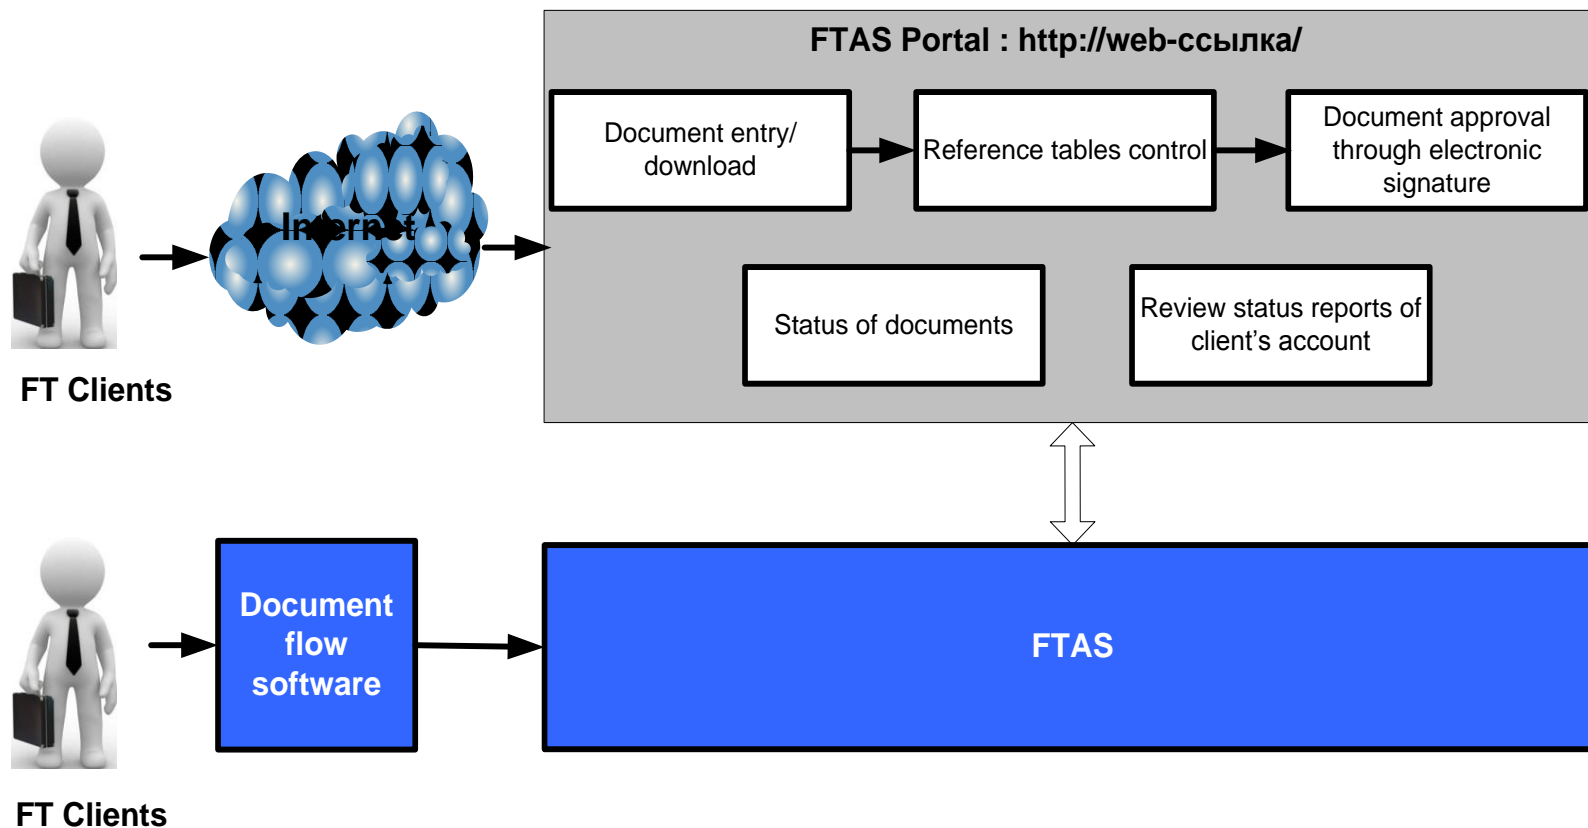 FTAS Portal : http://web-ссылка/
Document entry/
download
Reference tables control
Document approval
through electronic
signature
Internet
Status of documents
Review status reports of
client’s account
FT Clients
Document
flow
software
FTAS
FT Clients